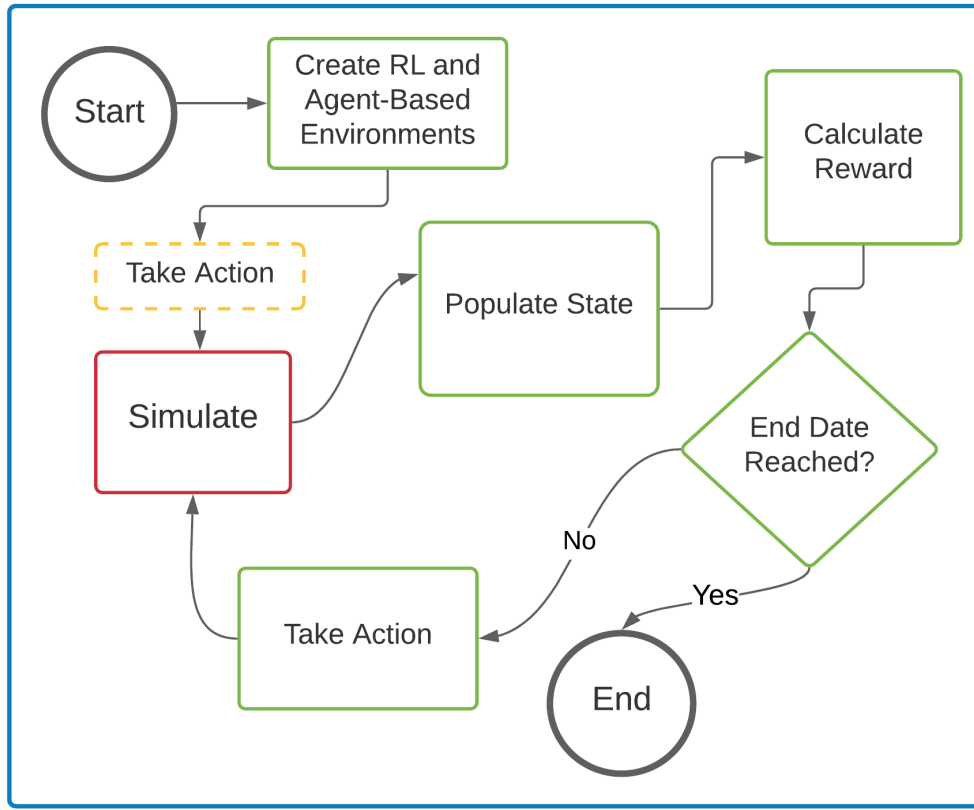 Start
Create RL and
Agent-Based
Environments
Take Action
Simulate
Populate State
Calculate
Reward
End Date
Reached?
No
Yes
Take Action
End